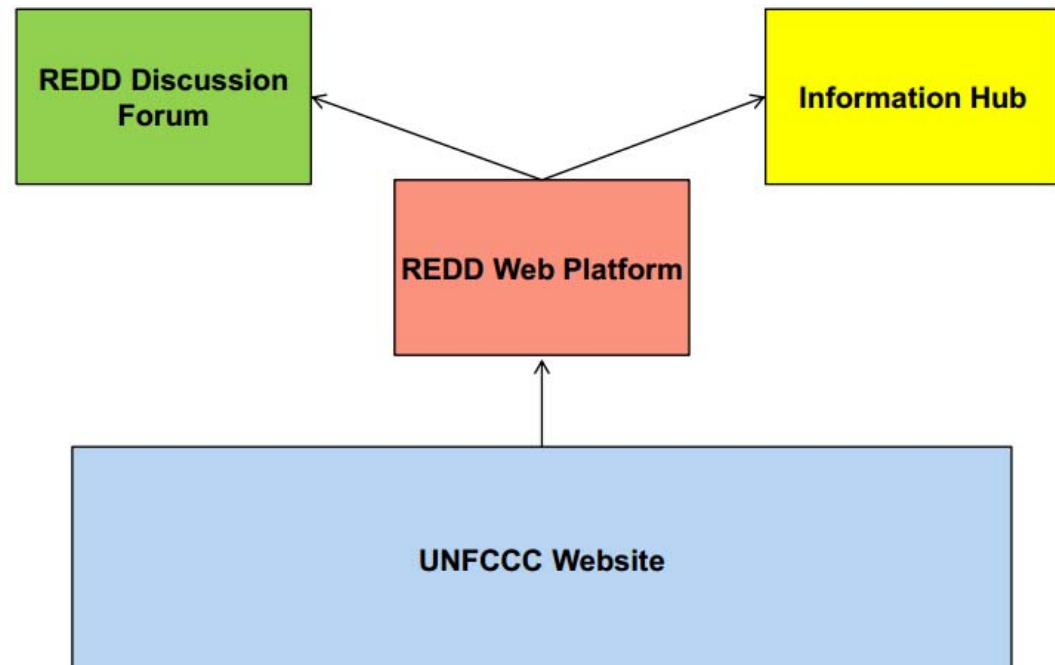 REDD Discussion
Forum
Information Hub
REDD Web Platform
UNFCCC Website